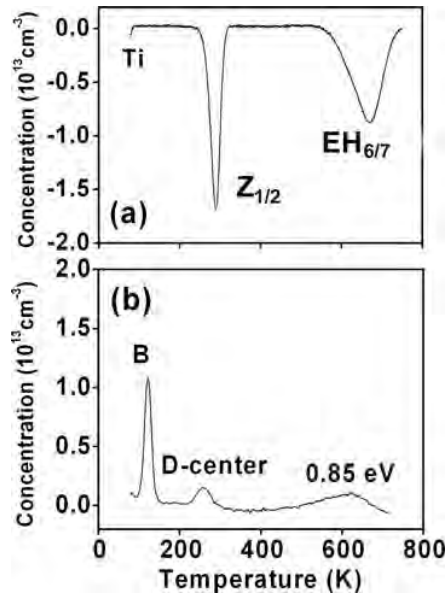 0.0
-0.5
-1.0
-1.5
-2.0
Concentration (10¹³cm⁻³)
Ti
Z₁/₂
EH₆/₇
(a)
2.0
1.5
1.0
0.5
0.0
Concentration (10¹³cm⁻³)
(b)
B
D-center
0.85 eV
0 200 400 600 800
Temperature (K)